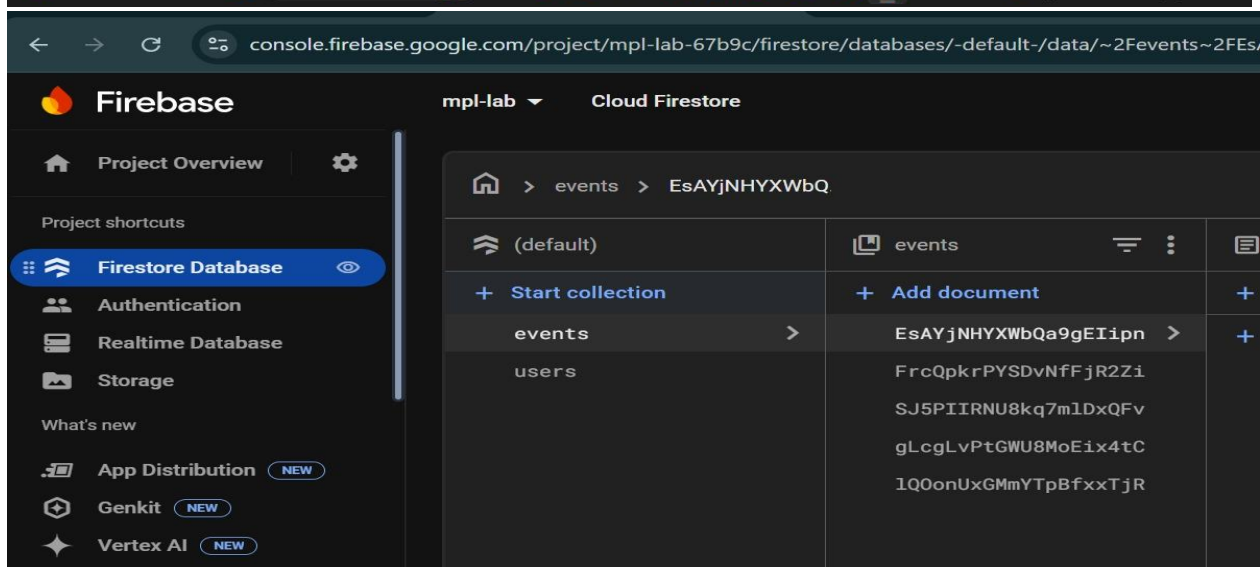 console.firebase.google.com/project/mpl-lab-67b9c/firestore/databases/-default-/data/~2Fevents~2FEs
Firebase
mpl-lab Cloud Firestore
Project Overview
events > EsAYjNHYXWbQ
Project shortcuts
(default)
events
Firestore Database
+ Start collection
+ Add document
Authentication
events
EsAYjNHYXWbQa9gEIipn
Realtime Database
users
FrcQpkrPYSDvNfFjR2Zi
Storage
SJ5PIIRNU8kq7mlDxQFv
What's new
gLcgLvPtGWU8MoEix4tC
App Distribution NEW
lQOonUxGMmYTpBfxxTjR
Genkit NEW
Vertex AI NEW